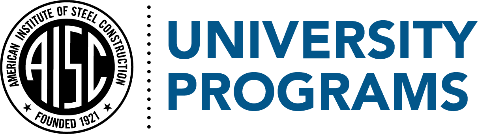 AMERICAN INSTITUTE OF STEEL CONSTRUCTION
AISC
★ FOUNDED 1921 ★
UNIVERSITY
PROGRAMS